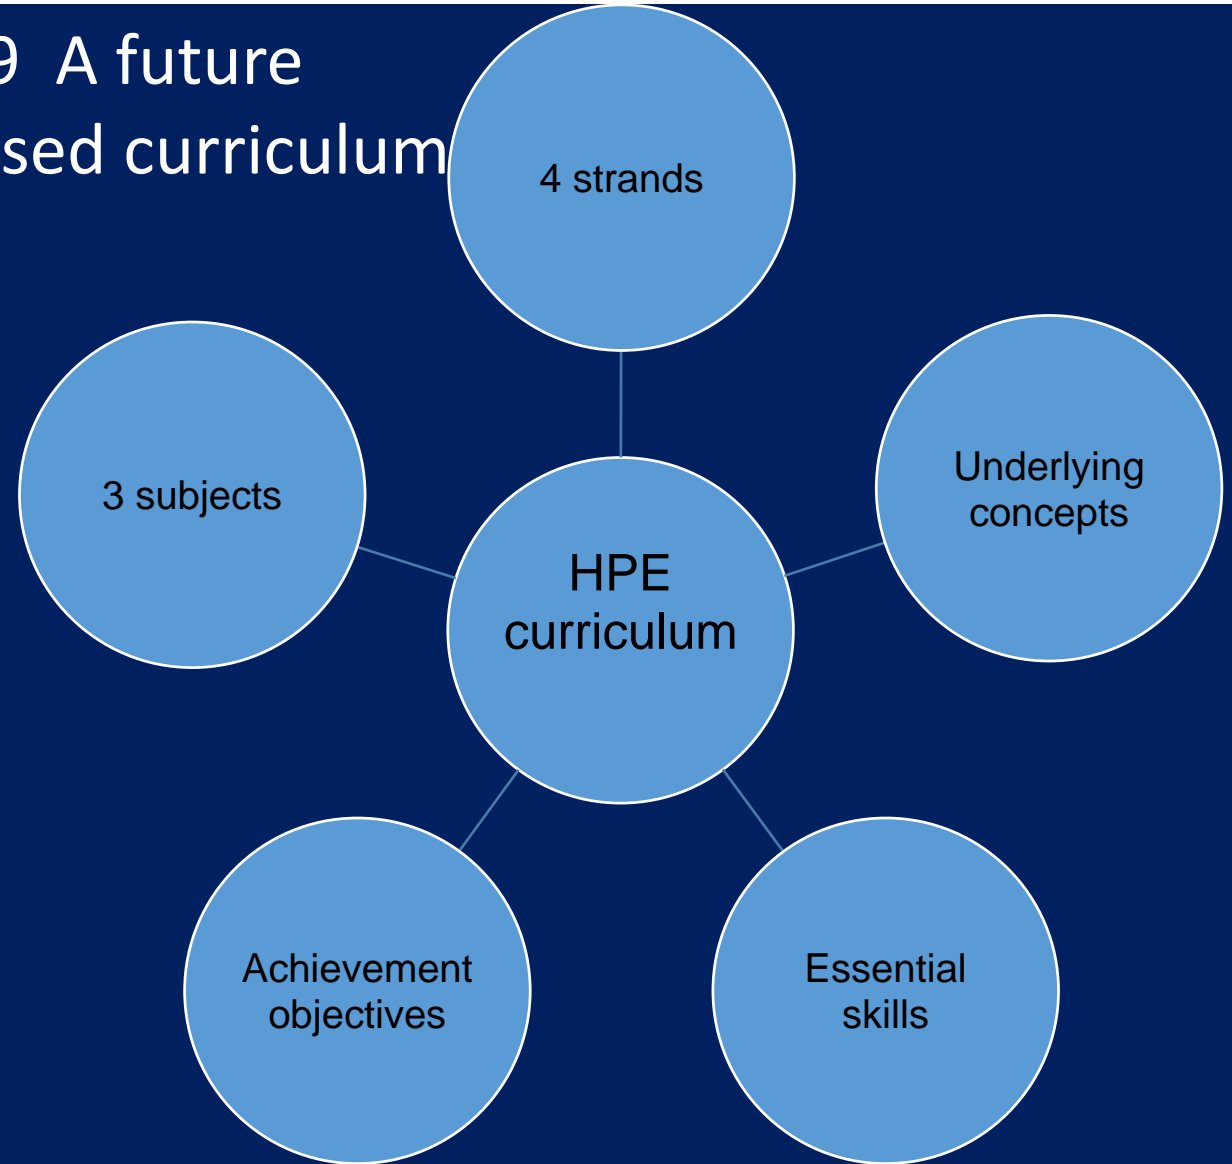 9 A future
sed curriculum
4 strands
3 subjects
Underlying
concepts
HPE
curriculum
Achievement
objectives
Essential
skills